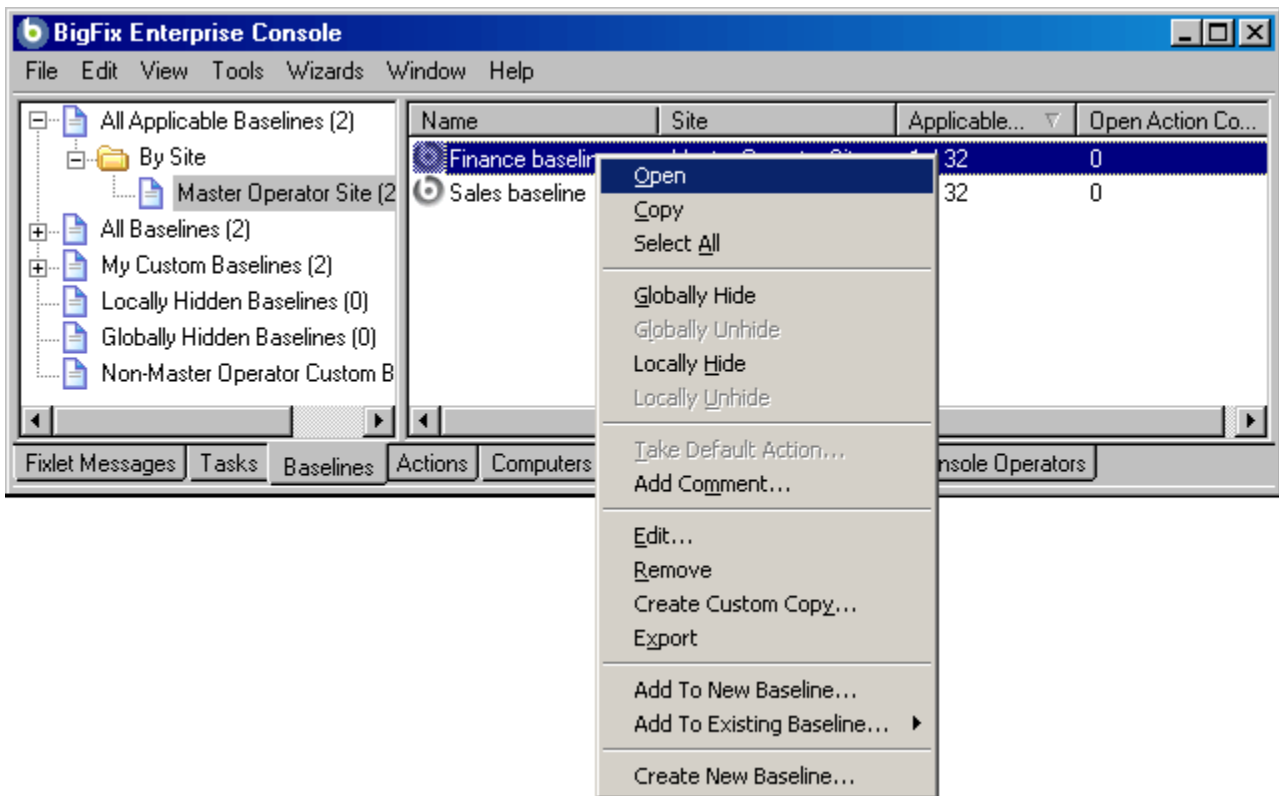 BigFix Enterprise Console
File Edit View Tools Wizards Window Help
All Applicable Baselines (2)
By Site
Master Operator Site (2
All Baselines (2)
My Custom Baselines (2)
Locally Hidden Baselines (0)
Globally Hidden Baselines (0)
Non-Master Operator Custom B
Name Site Applicable... Open Action Co...
Finance baselin 32 0
Sales baseline 32 0
Open
Copy
Select All
Globally Hide
Globally Unhide
Locally Hide
Locally Unhide
Take Default Action...
Add Comment...
Edit...
Remove
Create Custom Copy...
Export
Add To New Baseline...
Add To Existing Baseline...
Create New Baseline...
Fixlet Messages Tasks Baselines Actions Computers nsole Operators